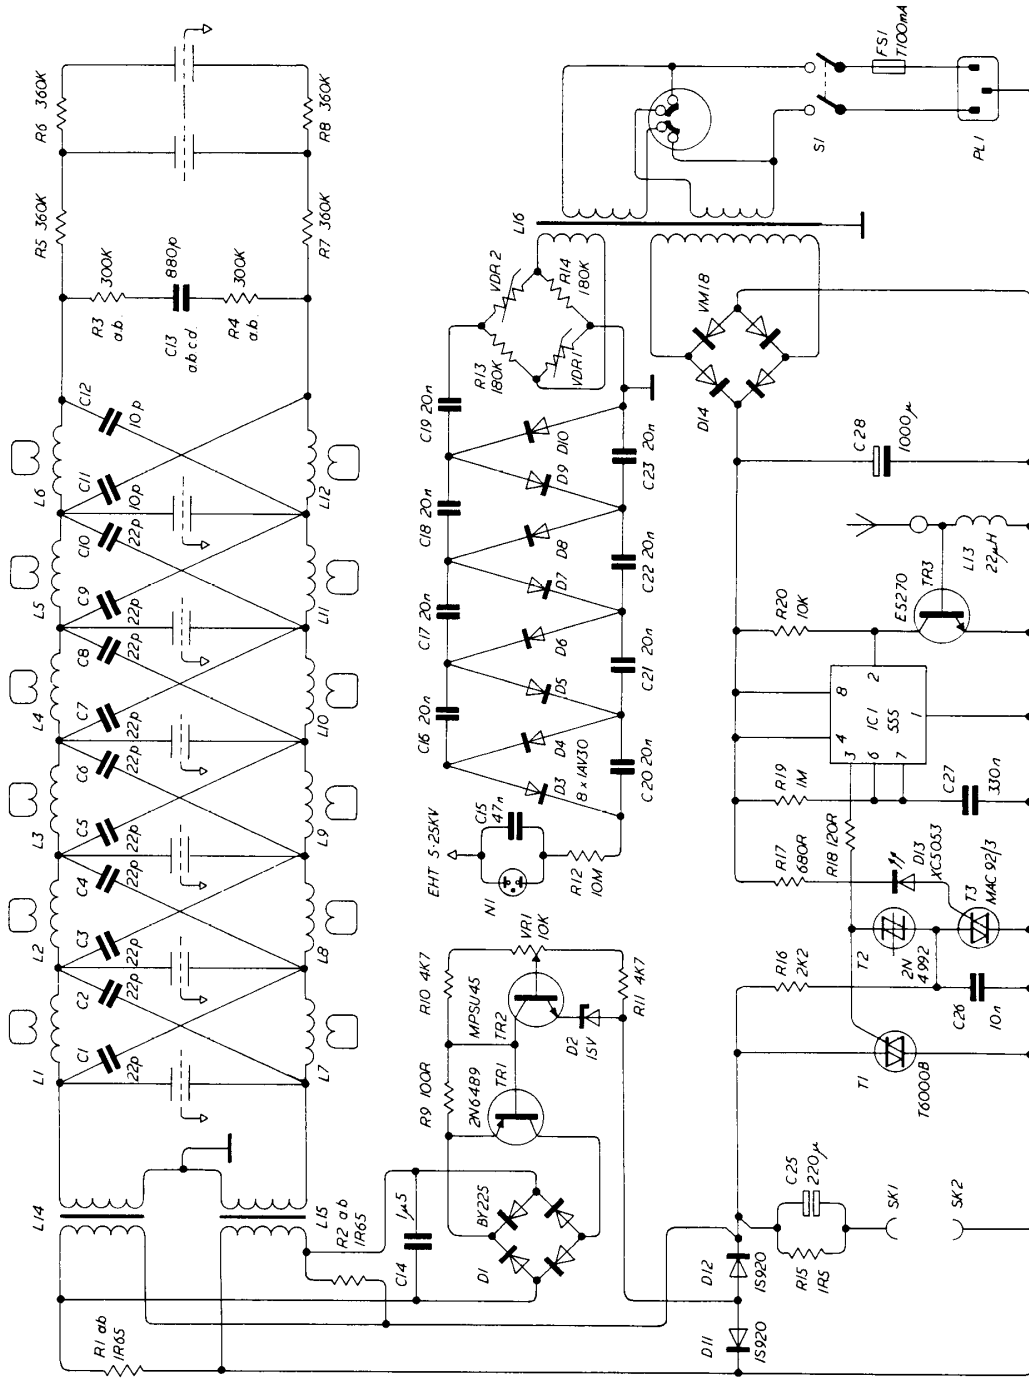 R6 360K
R8 360K
R5 360K
R7 360K
R3
a.b.
300K
C13
a b c d.
880p
R4
a.b.
300K
C12
10p
C11
10p
L6
L12
C10
22p
C9
22p
L5
L11
C8
22p
C7
22p
L4
L10
C6
22p
C5
22p
L3
L9
C4
22p
C3
22p
L2
L8
C2
22p
C1
22p
L1
L7
L14
L15
R2 a b
1R65
R1 ab
1R65
FS1
T100mA
S1
PL1
L16
VDR 2
R14
180K
R13
180K
VDR1
C19 20n
C18 20n
C17 20n
C16 20n
D10
D9
D8
D7
D6
D5
D4
D3
8 x 1AV30
C23
20n
C22 20n
C21 20n
C20 20n
EHT 5·25KV
C15
47n
N1
R12
10M
VR1
10K
R10 4K7
R11 4K7
MPSU45
TR2
D2
15V
R9 100R
2N6489
TR1
BY225
D1
C14
1µ5
VM18
D14
C28
1000µ
L13
22µH
E5270
TR3
R20
10K
8
4
2
IC1
555
1
3
6
7
R19
1M
C27
330n
R17
680R
R18 120R
D13
XC5053
T3
MAC 92/3
T2
2N
4992
R16
2K2
C26
10n
T1
T6000B
C25
220µ
R15
1R5
SK1
SK2
D12
1S920
D11
1S920